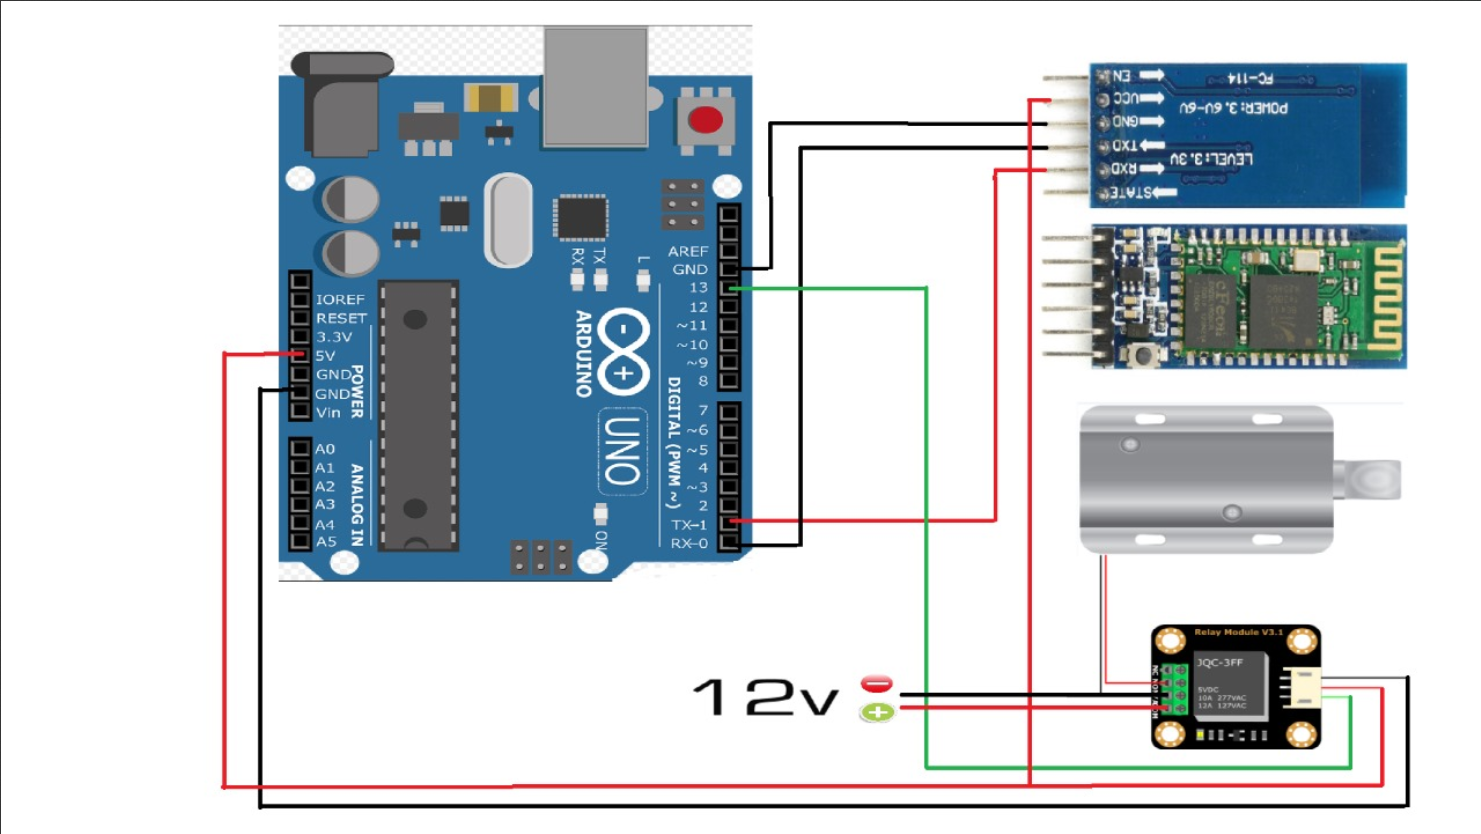 IOREF
RESET
3.3V
5V
GND
GND
Vin
POWER
A0
A1
A2
A3
A4
A5
ANALOG IN
RX
TX
L
ARDUINO
UNO
ON
AREF
GND
13
12
~11
~10
~9
8
7
~6
~5
4
~3
2
TX-1
RX-0
DIGITAL (PWM ~)
FC-114
POWER:3.6V-6V
LEVEL:3.3V
EN
VCC
GND
TXD
RXD
STATE
12v
Relay Module V3.1
JQC-3FF
5VDC
10A 277VAC
12A 127VAC
NC